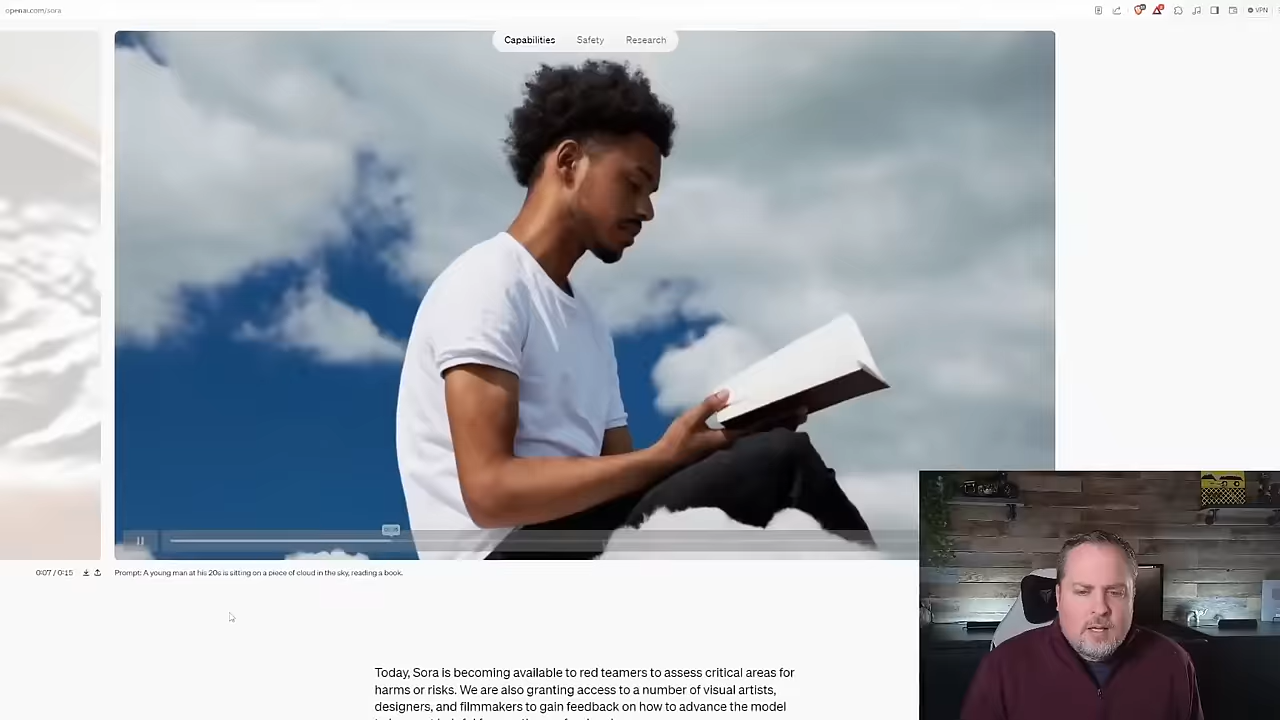 openai.com/sora
VPN
Capabilities Safety Research
0:07 / 0:15
Prompt: A young man at his 20s is sitting on a piece of cloud in the sky, reading a book.
Today, Sora is becoming available to red teamers to assess critical areas for
harms or risks. We are also granting access to a number of visual artists,
designers, and filmmakers to gain feedback on how to advance the model